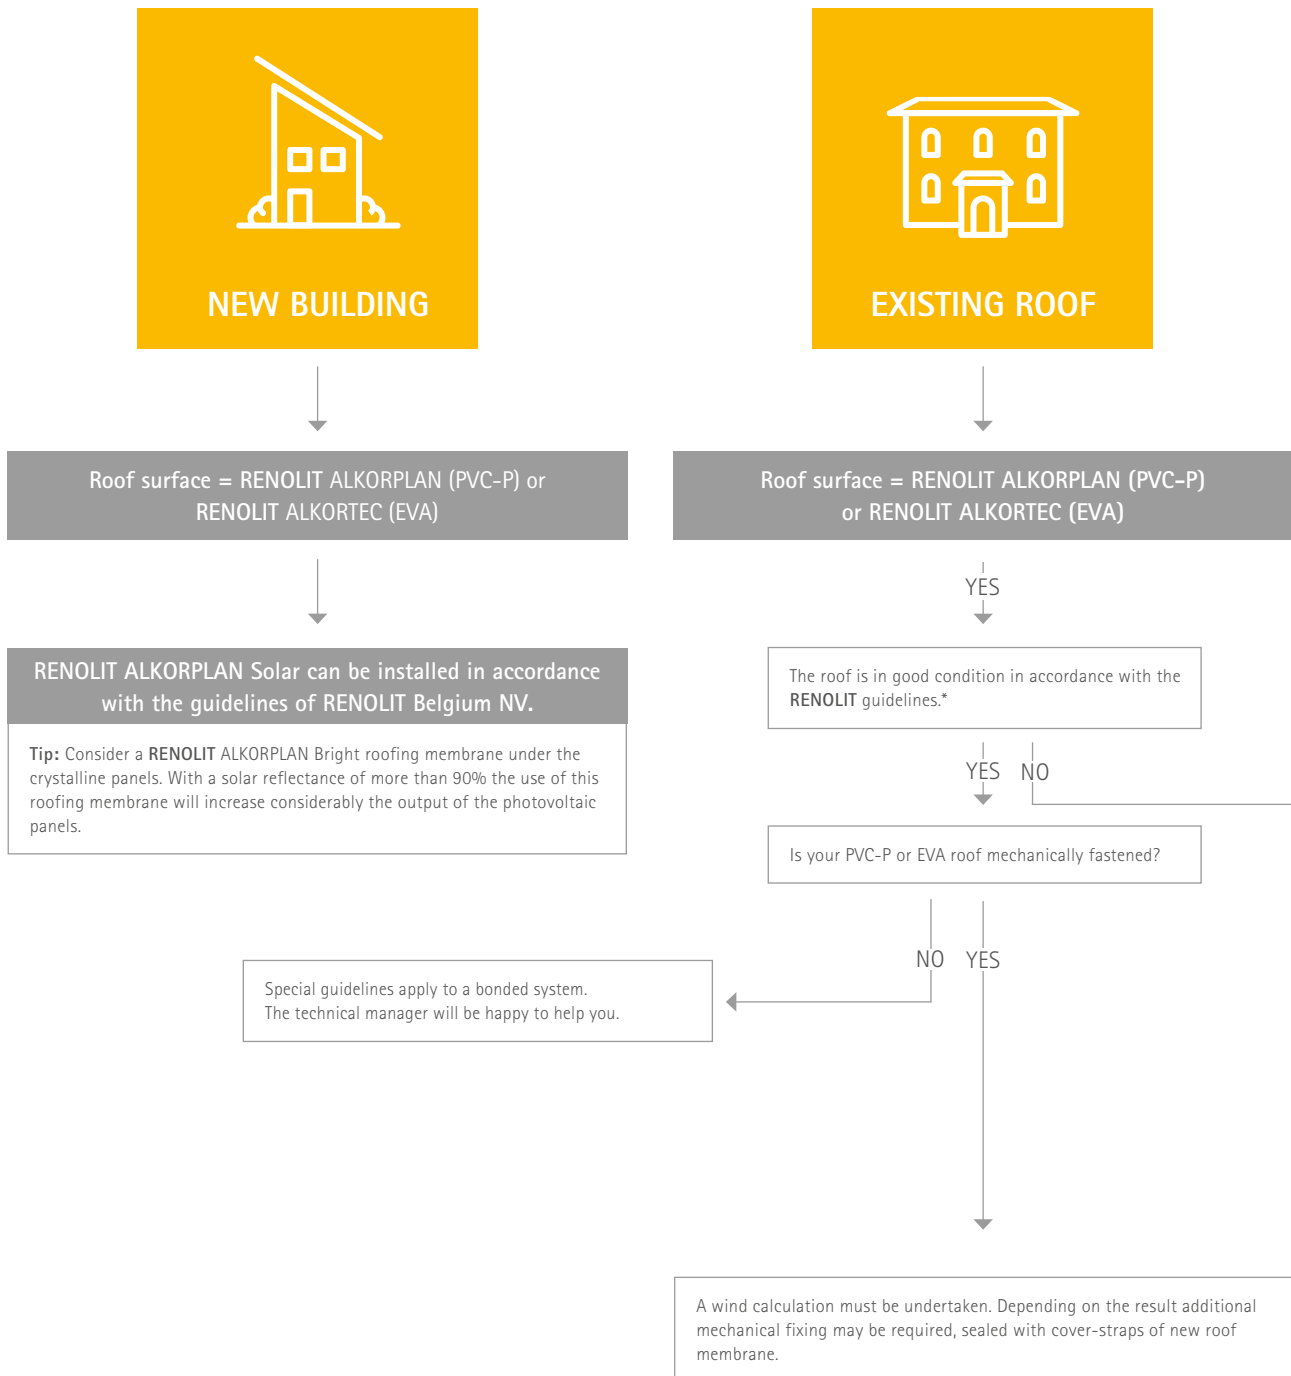 NEW BUILDING
Roof surface = RENOLIT ALKORPLAN (PVC-P) or
RENOLIT ALKORTEC (EVA)
RENOLIT ALKORPLAN Solar can be installed in accordance
with the guidelines of RENOLIT Belgium NV.
Tip: Consider a RENOLIT ALKORPLAN Bright roofing membrane under the
crystalline panels. With a solar reflectance of more than 90% the use of this
roofing membrane will increase considerably the output of the photovoltaic
panels.
EXISTING ROOF
Roof surface = RENOLIT ALKORPLAN (PVC-P)
or RENOLIT ALKORTEC (EVA)
YES
The roof is in good condition in accordance with the
RENOLIT guidelines.*
YES NO
Is your PVC-P or EVA roof mechanically fastened?
NO YES
Special guidelines apply to a bonded system.
The technical manager will be happy to help you.
A wind calculation must be undertaken. Depending on the result additional
mechanical fixing may be required, sealed with cover-straps of new roof
membrane.